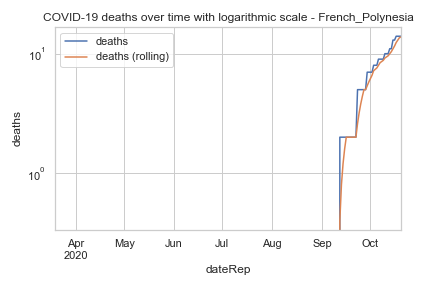 COVID-19 deaths over time with logarithmic scale - French_Polynesia
deaths
deaths (rolling)
10¹
10⁰
deaths
Apr
2020
May
Jun
Jul
Aug
Sep
Oct
dateRep